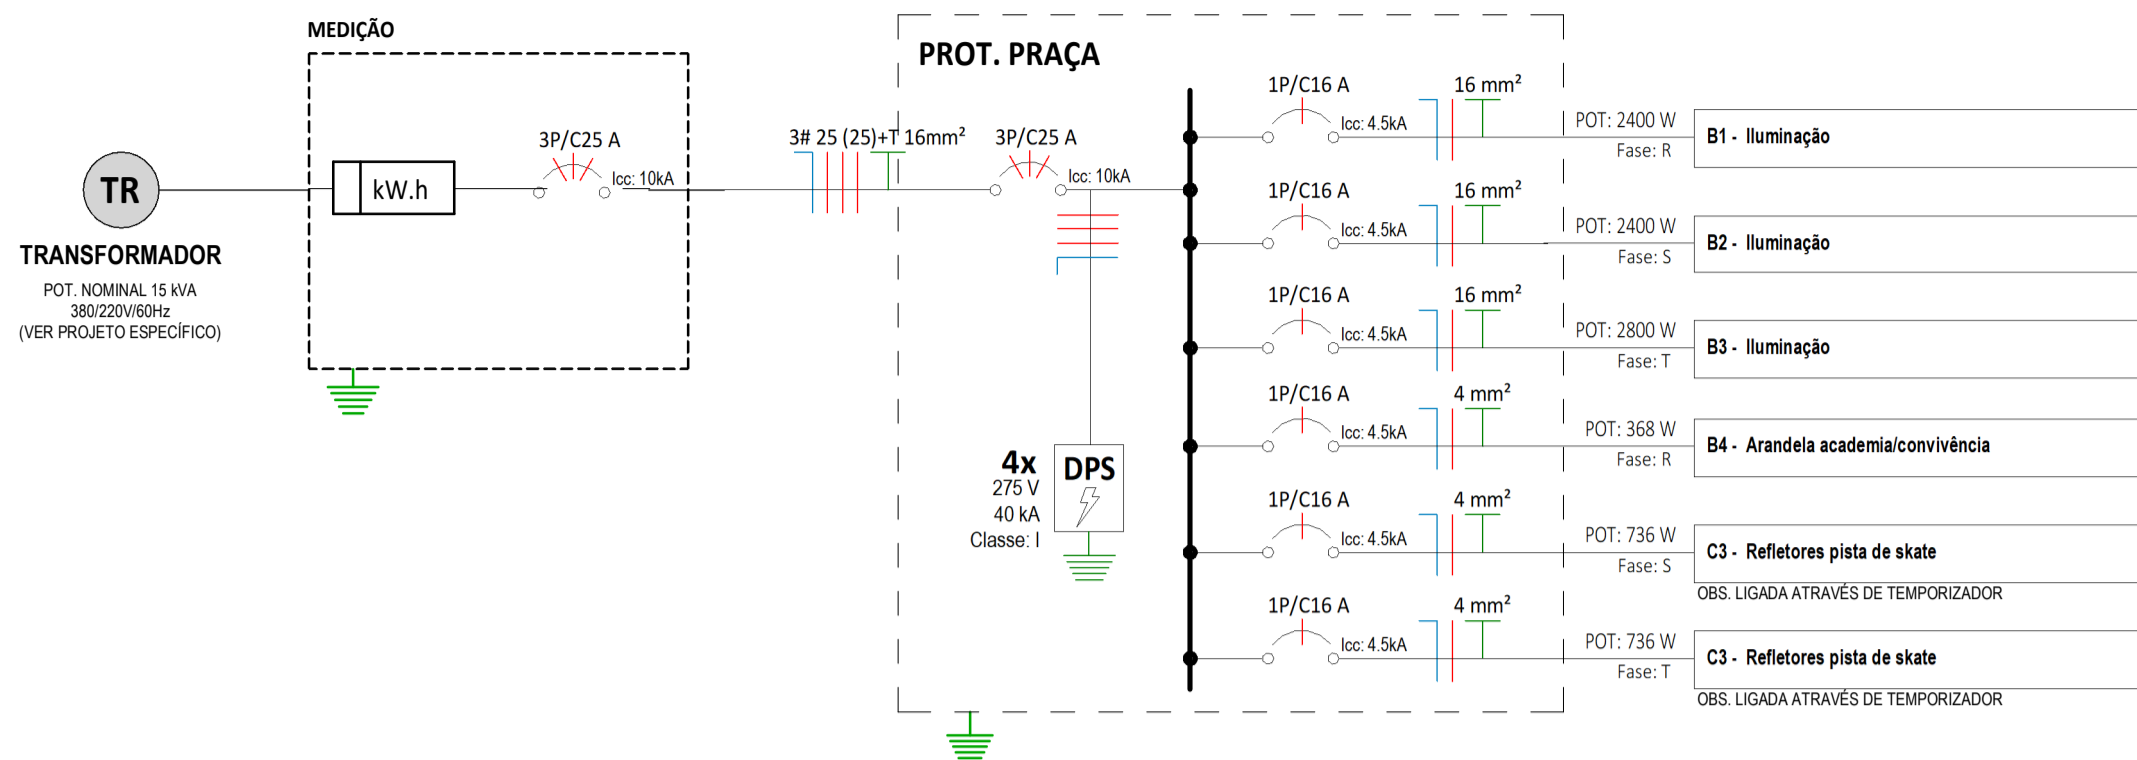 MEDIÇÃO
kW.h
3P/C25 A
Icc: 10kA
TR
TRANSFORMADOR
POT. NOMINAL 15 kVA
380/220V/60Hz
(VER PROJETO ESPECÍFICO)
3# 25 (25)+T 16mm²
PROT. PRAÇA
3P/C25 A
Icc: 10kA
4x
275 V
40 kA
Classe: I
DPS
1P/C16 A
Icc: 4.5kA
16 mm²
POT: 2400 W
Fase: R
B1 - Iluminação
1P/C16 A
Icc: 4.5kA
16 mm²
POT: 2400 W
Fase: S
B2 - Iluminação
1P/C16 A
Icc: 4.5kA
16 mm²
POT: 2800 W
Fase: T
B3 - Iluminação
1P/C16 A
Icc: 4.5kA
4 mm²
POT: 368 W
Fase: R
B4 - Arandela academia/convivência
1P/C16 A
Icc: 4.5kA
4 mm²
POT: 736 W
Fase: S
C3 - Refletores pista de skate
OBS. LIGADA ATRAVÉS DE TEMPORIZADOR
1P/C16 A
Icc: 4.5kA
4 mm²
POT: 736 W
Fase: T
C3 - Refletores pista de skate
OBS. LIGADA ATRAVÉS DE TEMPORIZADOR